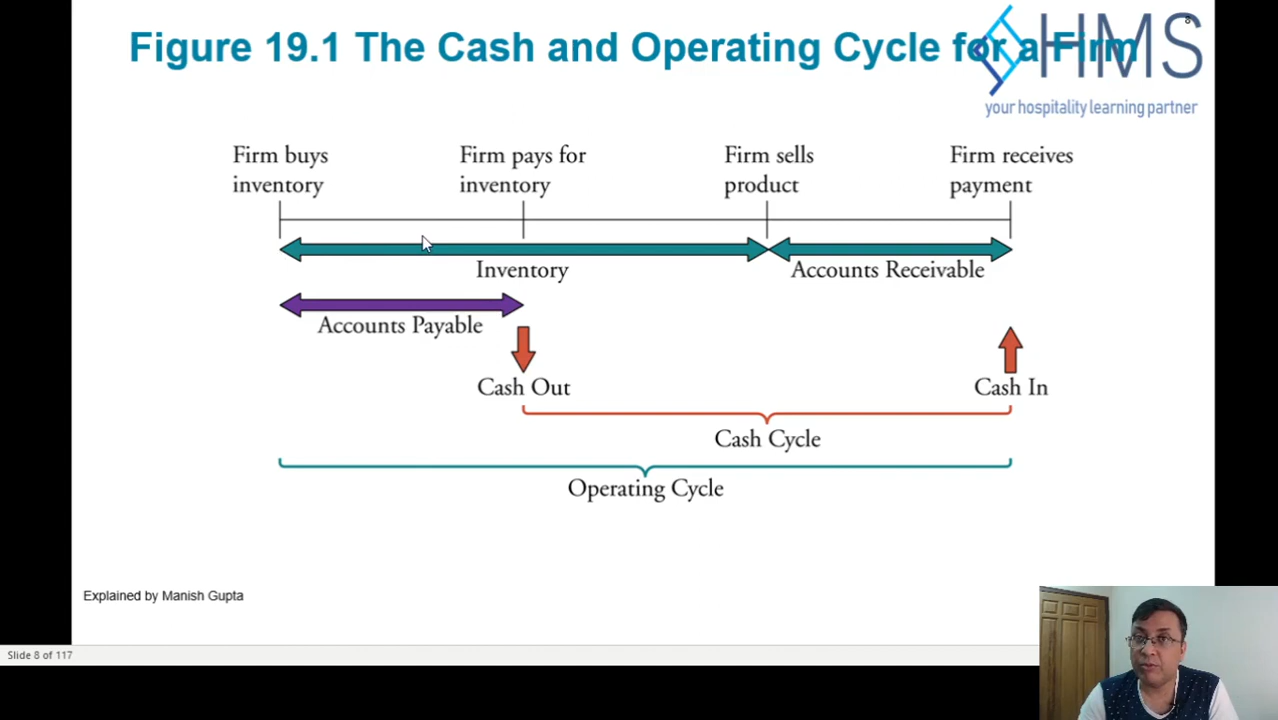 Figure 19.1 The Cash and Operating Cycle for a Firm
8
HMS
your hospitality learning partner
Firm buys
inventory
Firm pays for
inventory
Firm sells
product
Firm receives
payment
Inventory
Accounts Receivable
Accounts Payable
Cash Out
Cash In
Cash Cycle
Operating Cycle
Explained by Manish Gupta
Slide 8 of 117